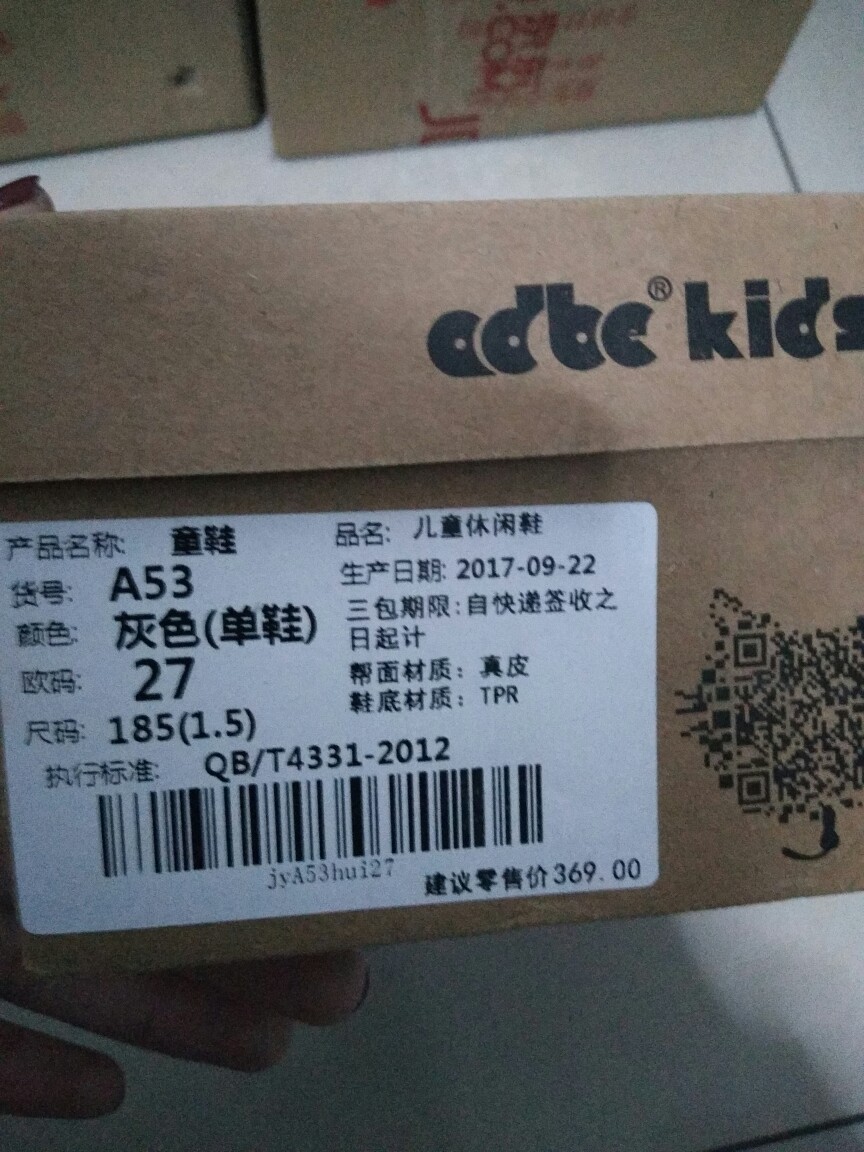 adbe® kids
产品名称: 童鞋
货号: A53
颜色: 灰色(单鞋)
欧码: 27
尺码: 185(1.5)
执行标准: QB/T4331-2012
品名: 儿童休闲鞋
生产日期: 2017-09-22
三包期限:自快递签收之
日起计
帮面材质: 真皮
鞋底材质: TPR
jyA53hui27
建议零售价369.00